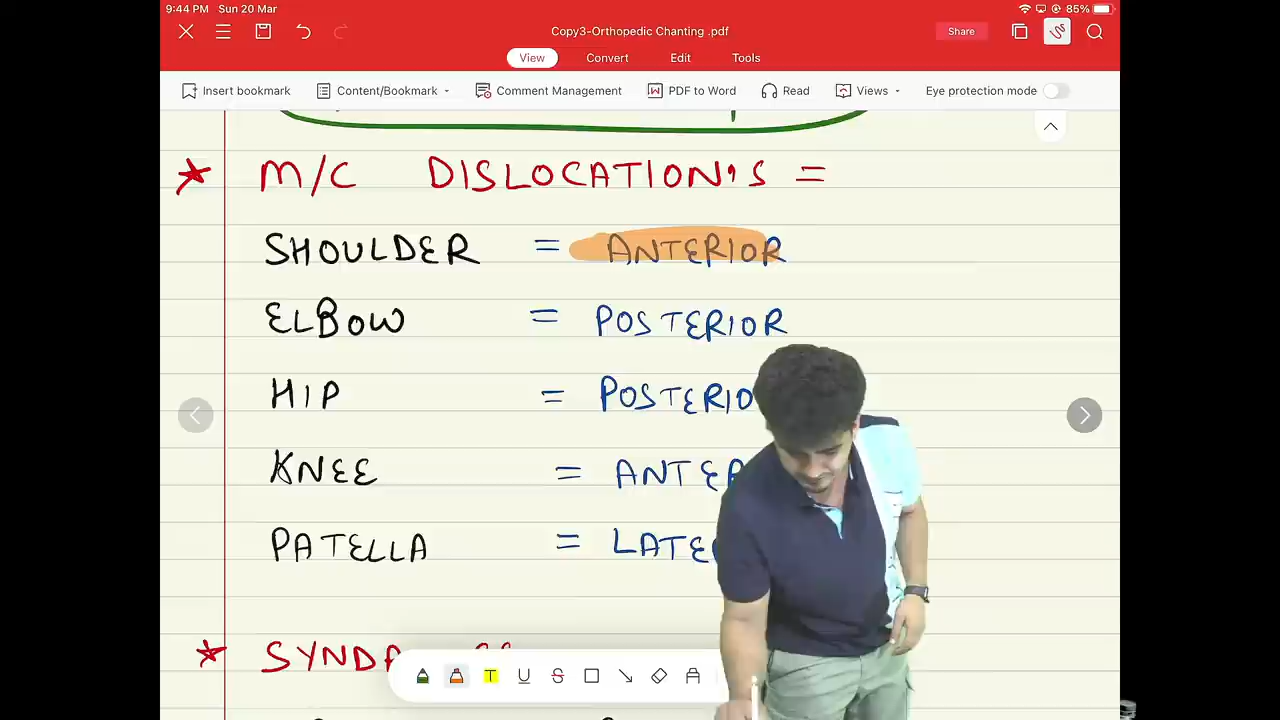 9:44 PM Sun 20 Mar 85%
Copy3-Orthopedic Chanting .pdf
Share
View Convert Edit Tools
Insert bookmark Content/Bookmark Comment Management PDF to Word Read Views Eye protection mode
* M/C DISLOCATION'S =
SHOULDER = ANTERIOR
ELBOW = POSTERIOR
HIP = POSTERIO
KNEE = ANTER
PATELLA = LATE